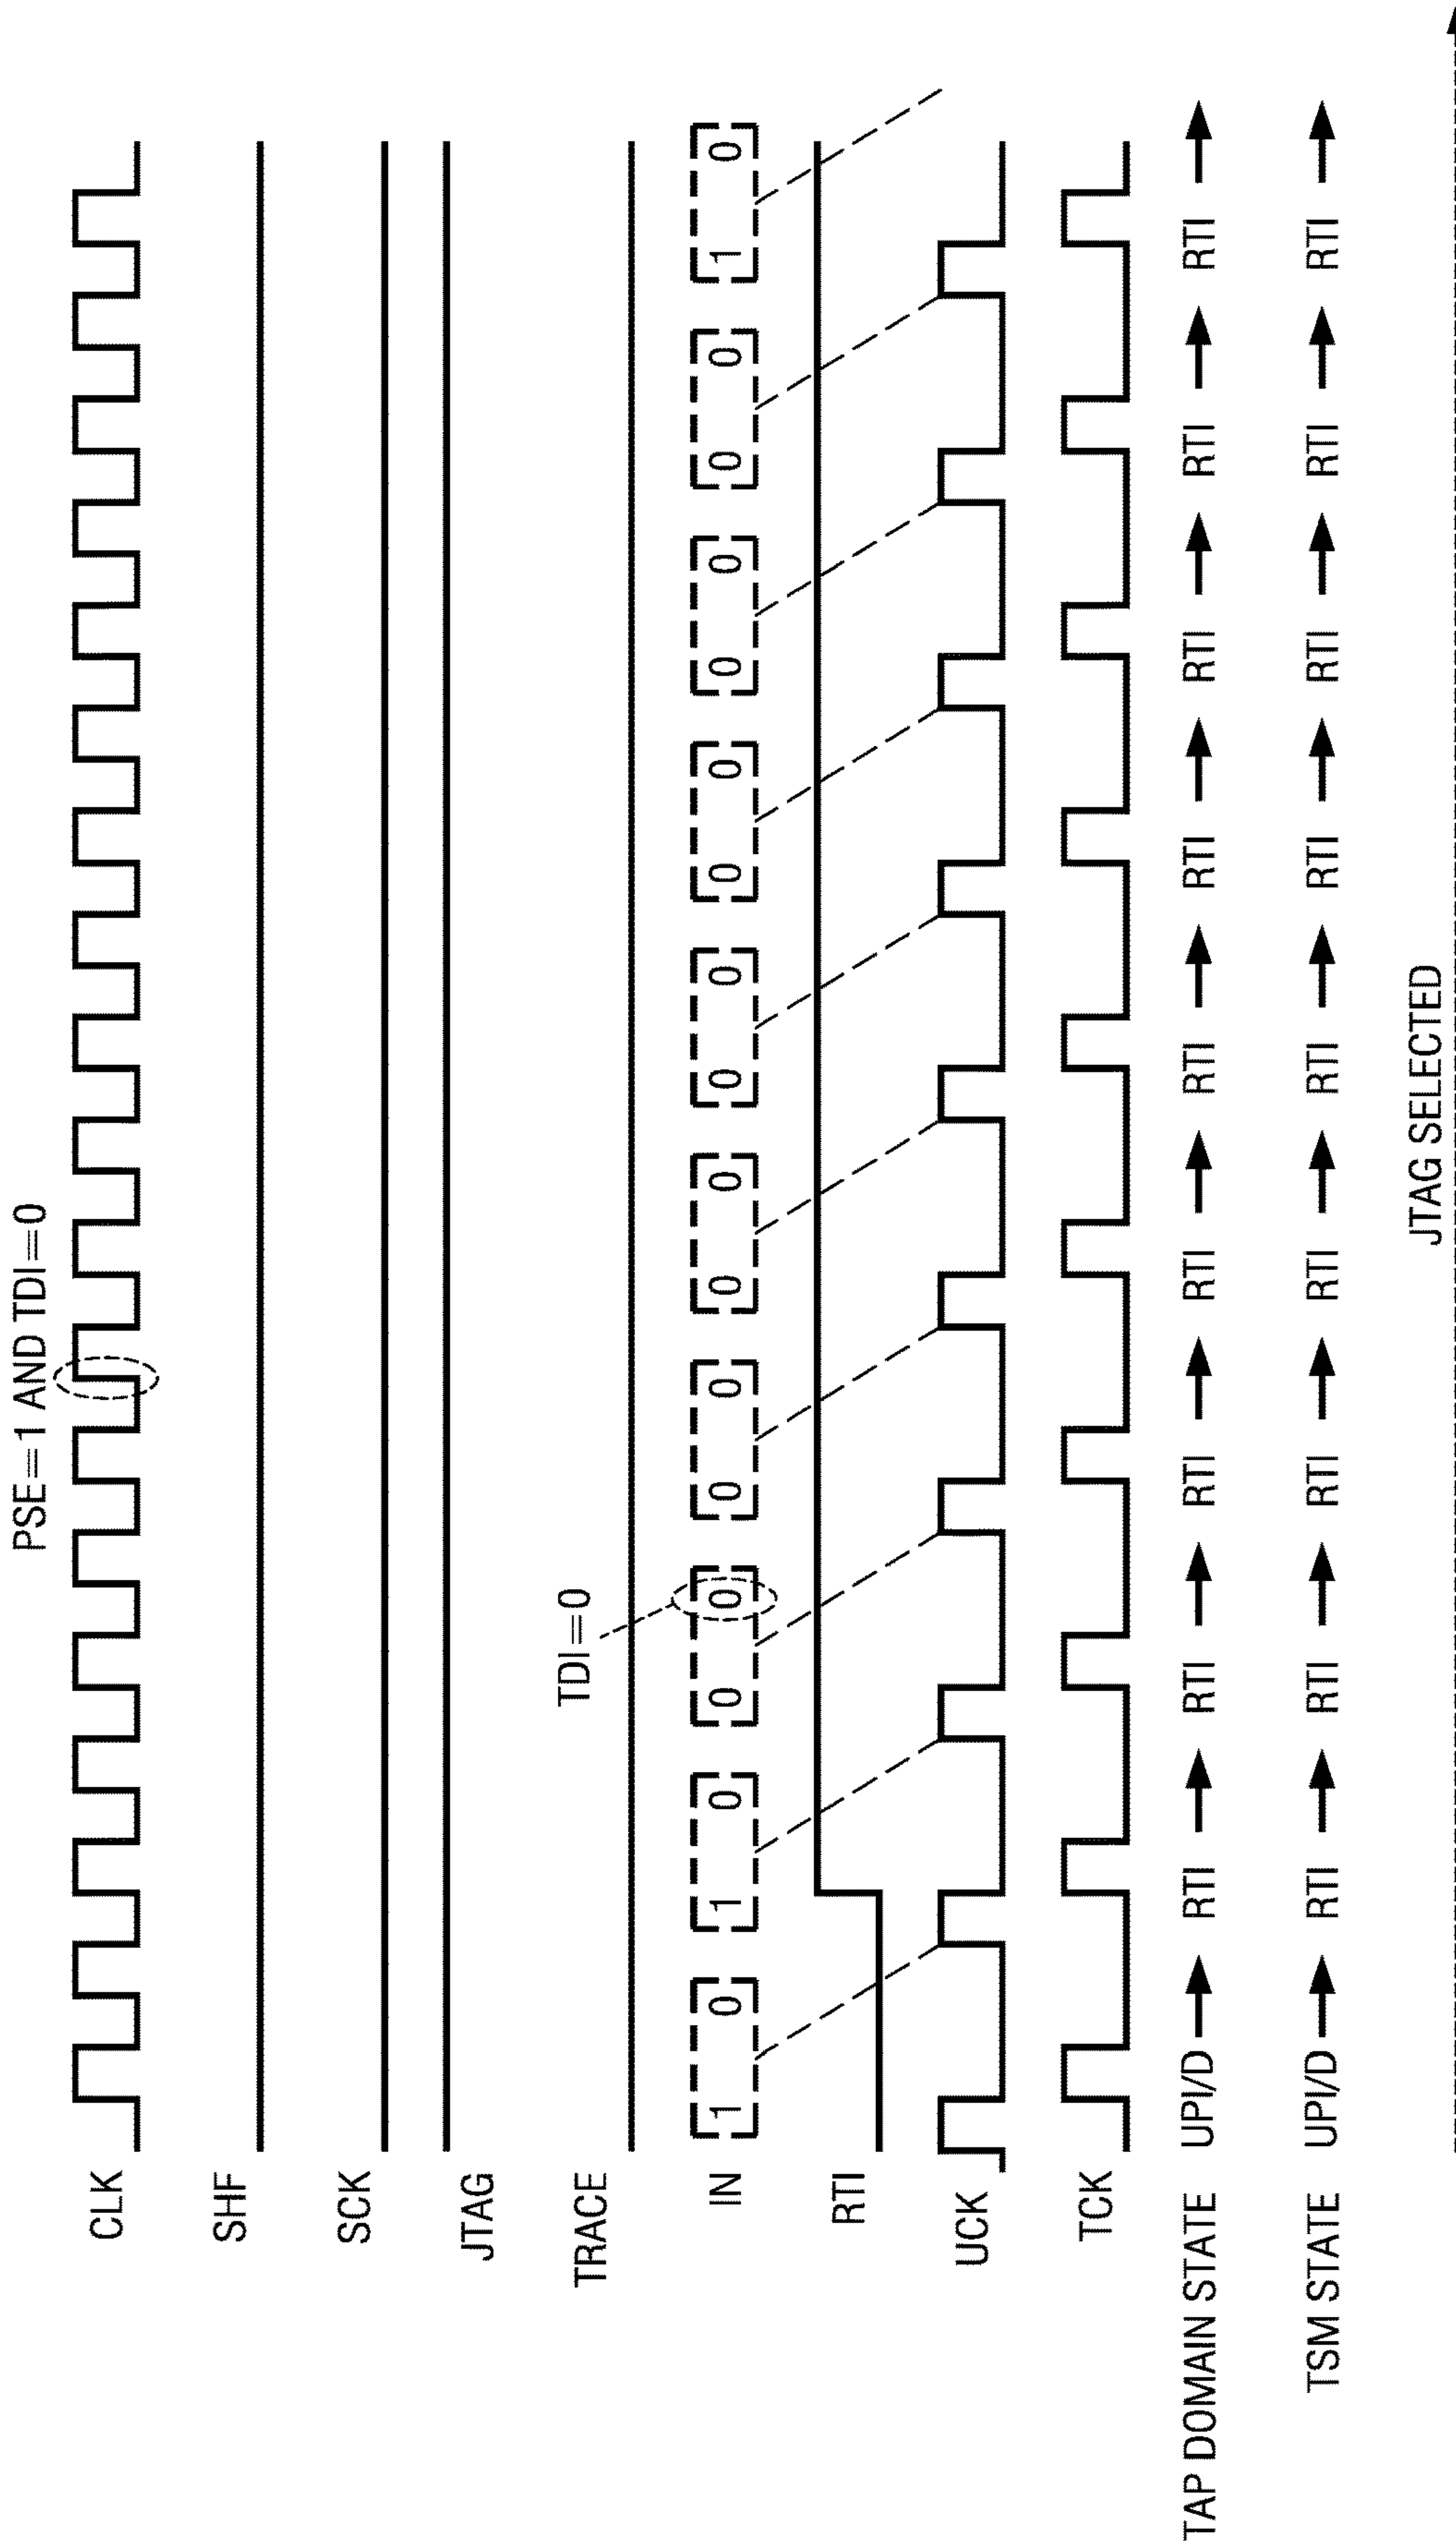 PSE=1 AND TDI=0
CLK
SHF
SCK
JTAG
TRACE
TDI=0
IN 1 0 1 0 0 0 0 0 0 0 0 0 0 0 0 0 0 0 1 0
RTI
UCK
TCK
TAP DOMAIN STATE UPI/D RTI RTI RTI RTI RTI RTI RTI RTI RTI
TSM STATE UPI/D RTI RTI RTI RTI RTI RTI RTI RTI RTI
JTAG SELECTED